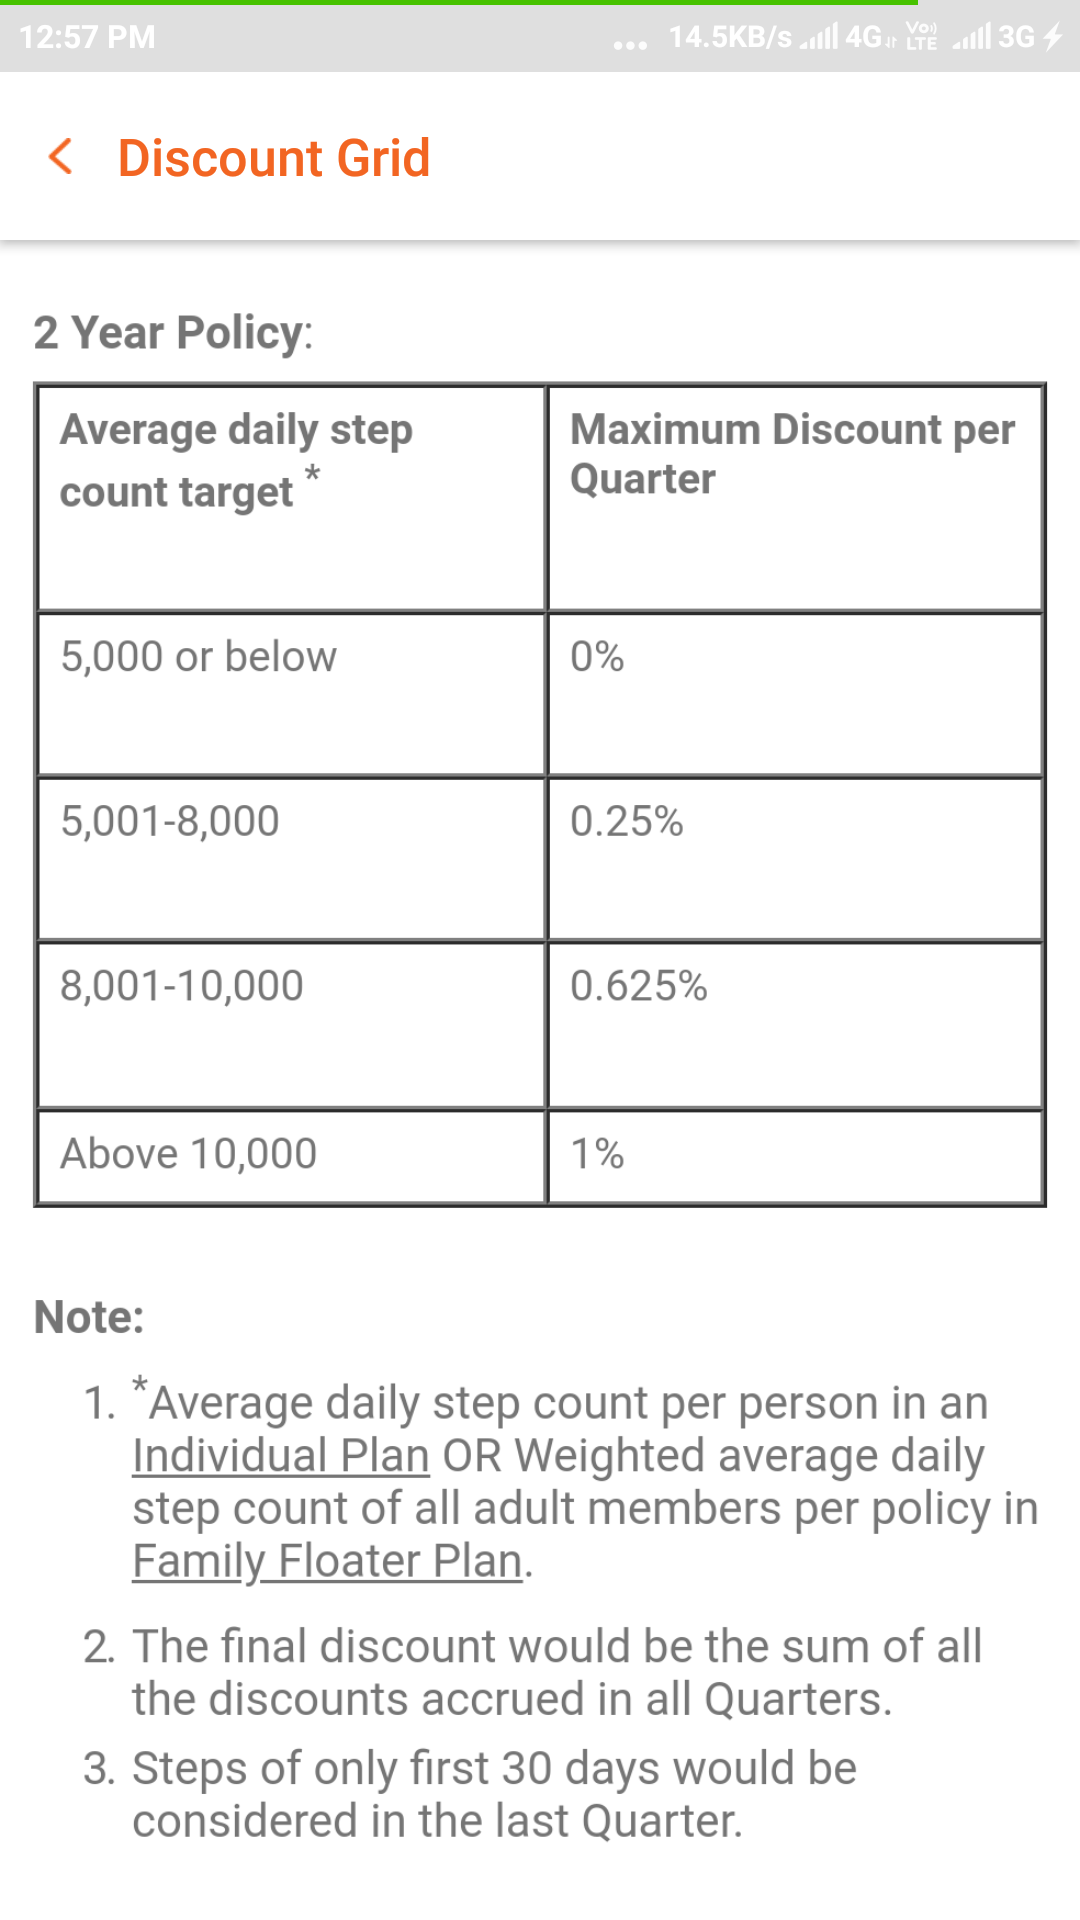 12:57 PM ... 14.5KB/s 4G VoLTE 3G
Discount Grid
2 Year Policy:
Average daily step
count target *
Maximum Discount per
Quarter
5,000 or below
0%
5,001-8,000
0.25%
8,001-10,000
0.625%
Above 10,000
1%
Note:
1. *Average daily step count per person in an
Individual Plan OR Weighted average daily
step count of all adult members per policy in
Family Floater Plan.
2. The final discount would be the sum of all
the discounts accrued in all Quarters.
3. Steps of only first 30 days would be
considered in the last Quarter.